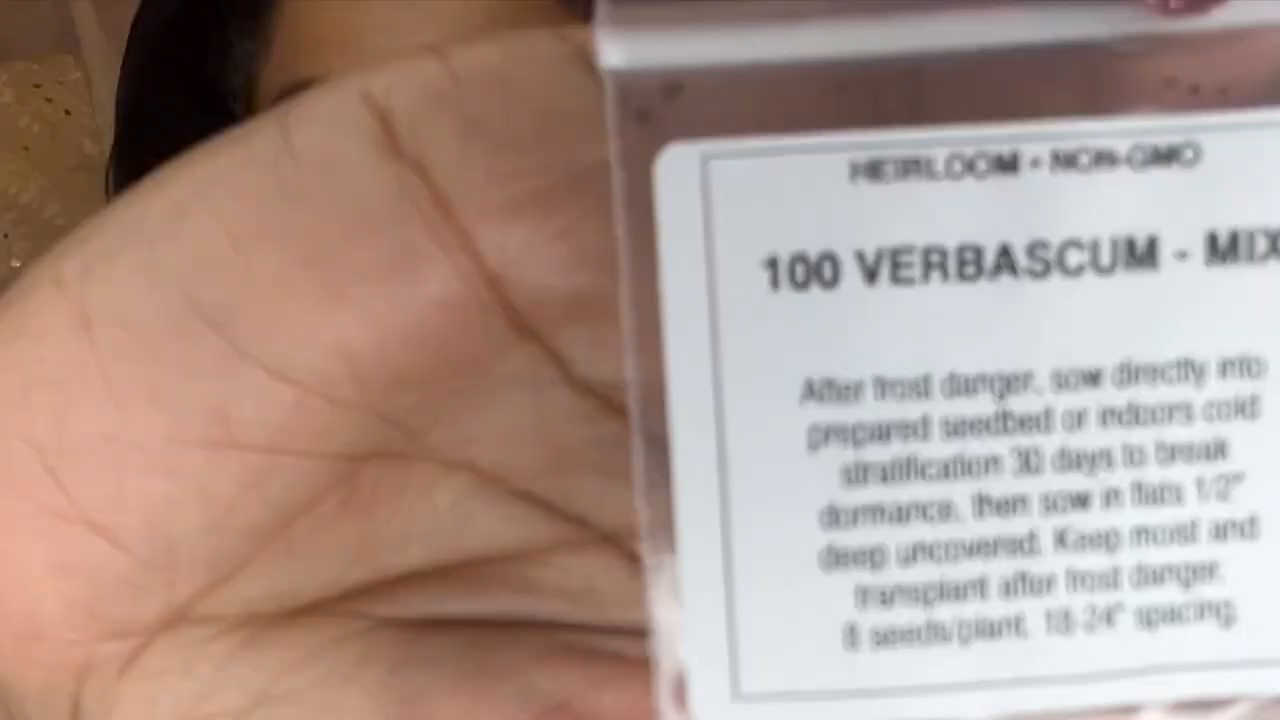 HEIRLOOM • NON-GMO
100 VERBASCUM - MIX
After frost danger, sow directly into
prepared seedbed or indoors cold
stratification 30 days to break
dormance, then sow in flats 1/2"
deep uncovered. Keep moist and
transplant after frost danger.
8 seeds/plant. 18-24" spacing.